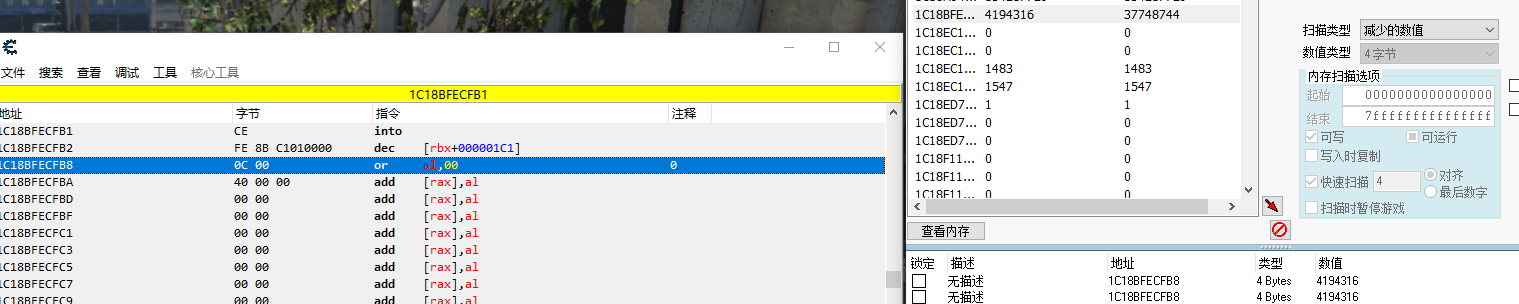 文件 搜索 查看 调试 工具 核心工具
1C18BFECFB1
地址 字节 指令 注释
1C18BFECFB1 CE into
1C18BFECFB2 FE 8B C1010000 dec [rbx+000001C1]
1C18BFECFB8 0C 00 or al,00 0
1C18BFECFBA 40 00 00 add [rax],al
1C18BFECFBD 00 00 add [rax],al
1C18BFECFBF 00 00 add [rax],al
1C18BFECFC1 00 00 add [rax],al
1C18BFECFC3 00 00 add [rax],al
1C18BFECFC5 00 00 add [rax],al
1C18BFECFC7 00 00 add [rax],al
1C18BFECFC9 00 00 add [rax],al
1C18BFE... 4194316 37748744
1C18EC1... 0 0
1C18EC1... 0 0
1C18EC1... 1483 1483
1C18EC1... 1547 1547
1C18ED7... 1 1
1C18ED7... 0 0
1C18ED7... 0 0
1C18F11... 0 0
1C18F11... 0 0
1C18F11... 0 0
查看内存
扫描类型 减少的数值
数值类型 4 字节
内存扫描选项
起始 0000000000000000
结束 7fffffffffffffff
可写 可运行
写入时复制
快速扫描 4 对齐
最后数字
扫描时暂停游戏
锁定 描述 地址 类型 数值
无描述 1C18BFECFB8 4 Bytes 4194316
无描述 1C18BFECFB8 4 Bytes 4194316